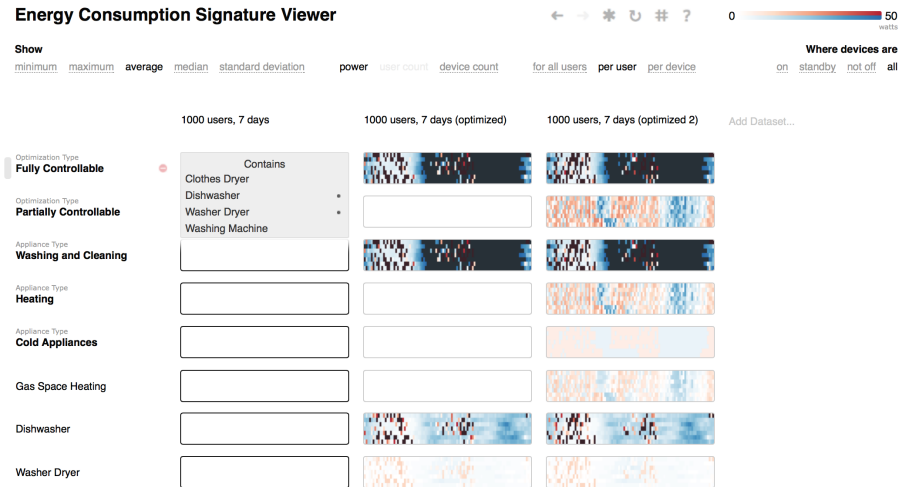 Energy Consumption Signature Viewer
0 50
watts
Show
Where devices are
minimum maximum average median standard deviation power user count device count for all users per user per device on standby not off all
1000 users, 7 days 1000 users, 7 days (optimized) 1000 users, 7 days (optimized 2) Add Dataset...
Optimization Type
Fully Controllable
Contains
Clothes Dryer
Dishwasher
Washer Dryer
Washing Machine
Optimization Type
Partially Controllable
Appliance Type
Washing and Cleaning
Appliance Type
Heating
Appliance Type
Cold Appliances
Gas Space Heating
Dishwasher
Washer Dryer